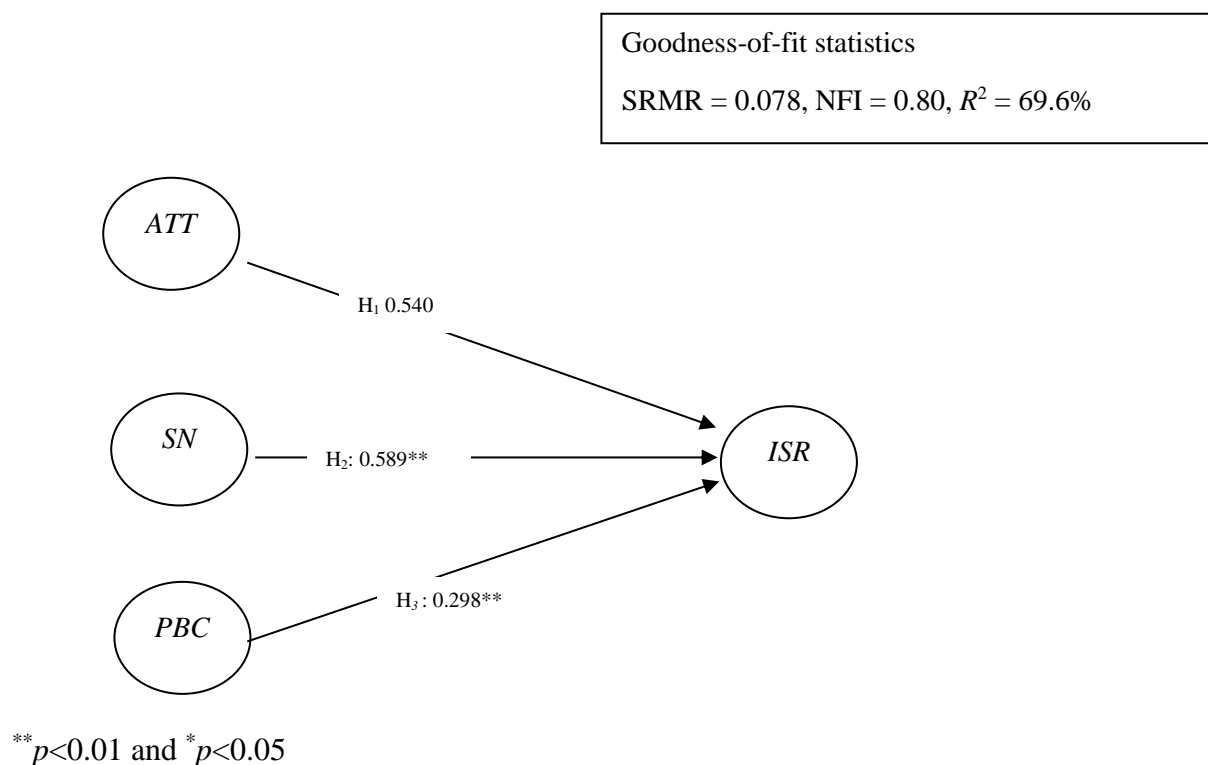 Goodness-of-fit statistics
SRMR = 0.078, NFI = 0.80, R² = 69.6%
ATT
H₁ 0.540
SN
H₂: 0.589**
ISR
H₃ : 0.298**
PBC
**p<0.01 and *p<0.05